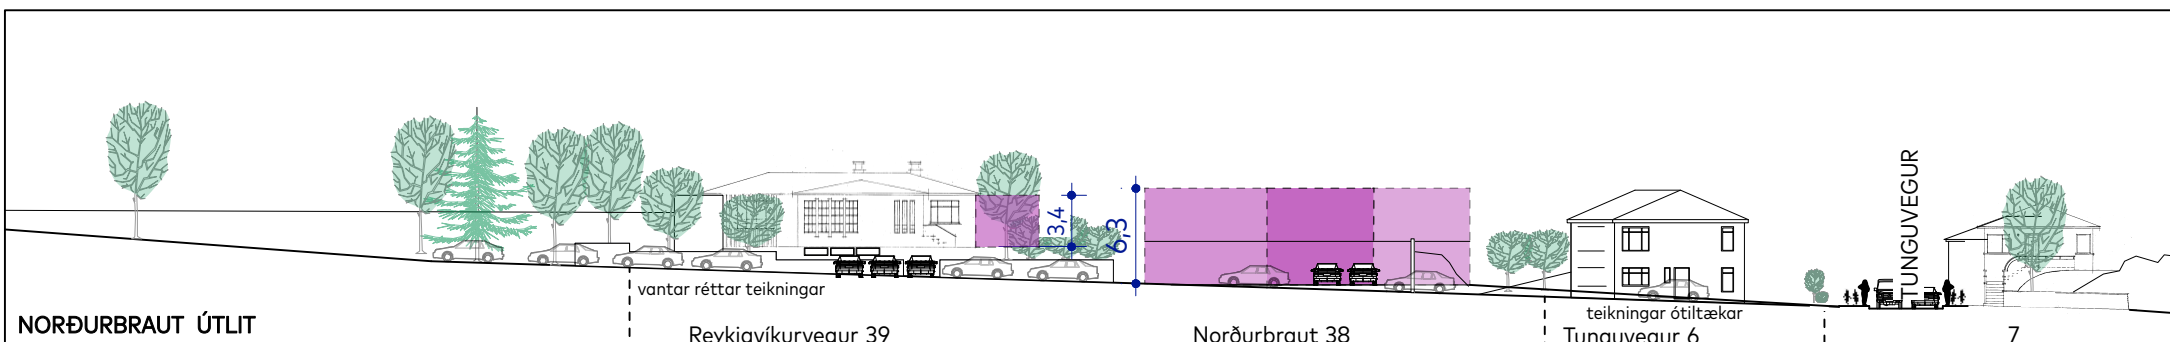 TUNGUVEGUR
3,4
6,3
vantar réttar teikningar
teikningar ótiltækar
NORÐURBRAUT ÚTLIT
Reykjavíkurvegur 39
Norðurbraut 38
Tunguvegur 6
7